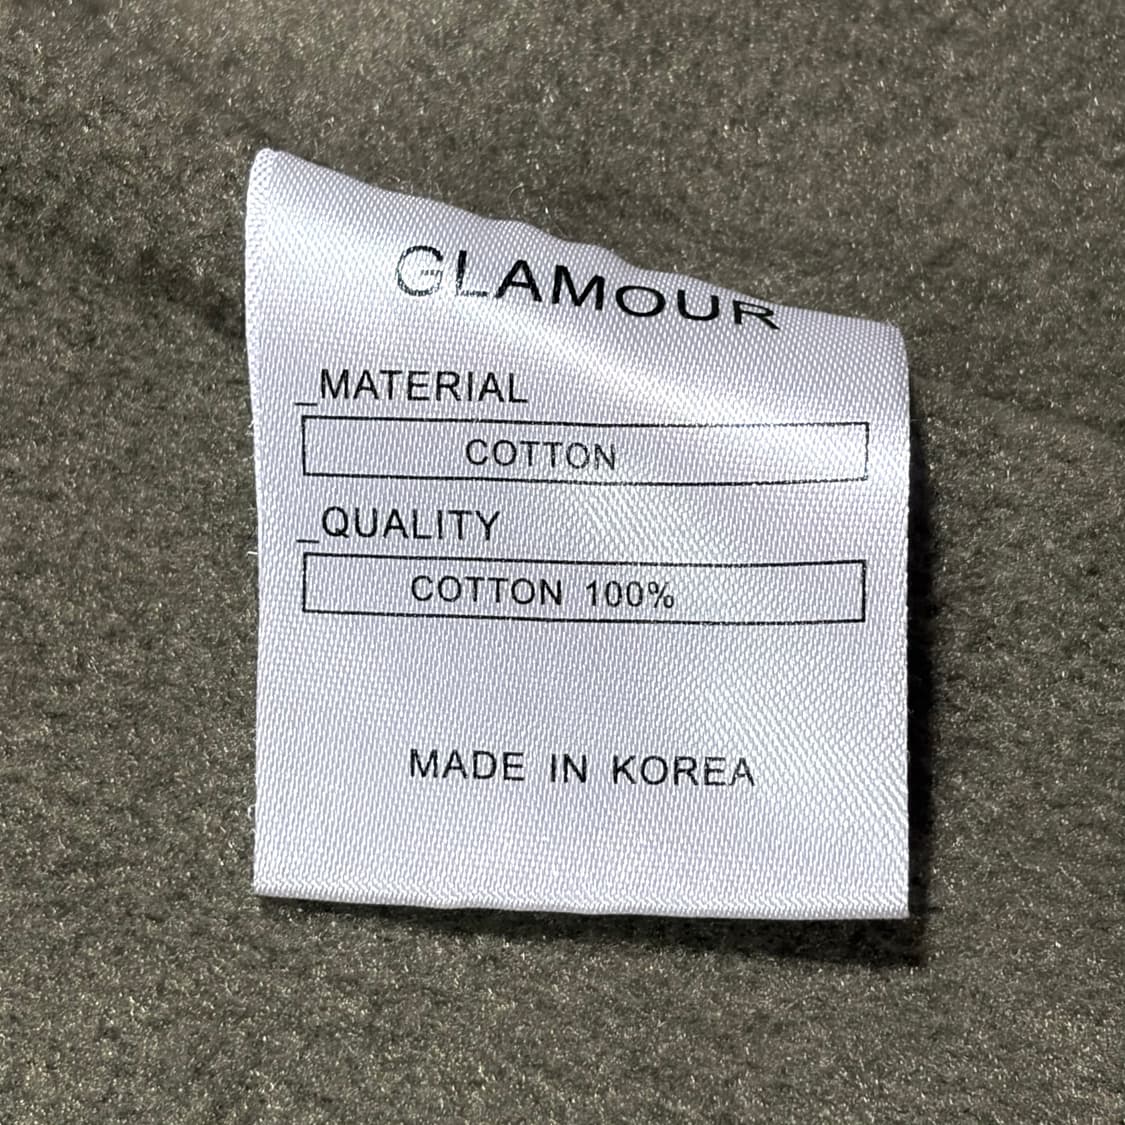 GLAMOUR
_MATERIAL
COTTON
_QUALITY
COTTON 100%
MADE IN KOREA